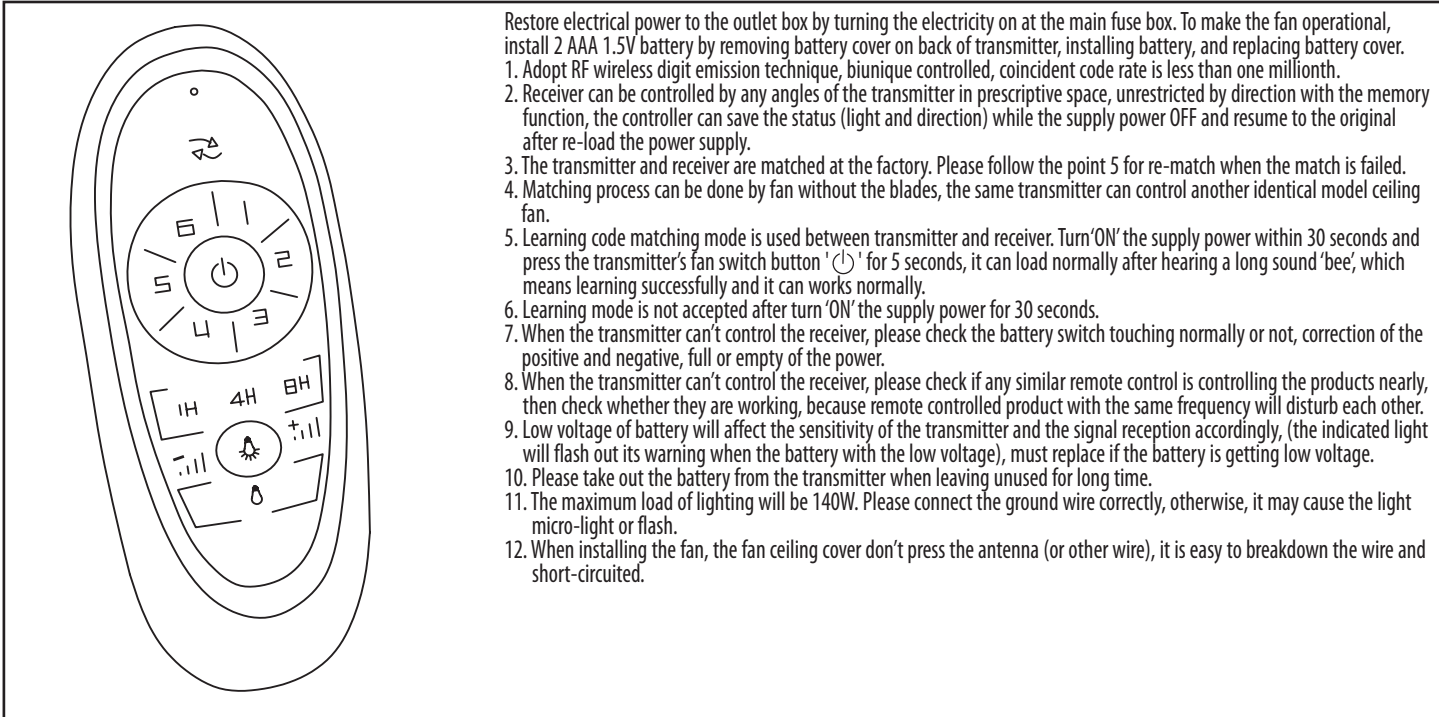 Restore electrical power to the outlet box by turning the electricity on at the main fuse box. To make the fan operational,
install 2 AAA 1.5V battery by removing battery cover on back of transmitter, installing battery, and replacing battery cover.
1. Adopt RF wireless digit emission technique, biunique controlled, coincident code rate is less than one millionth.
2. Receiver can be controlled by any angles of the transmitter in prescriptive space, unrestricted by direction with the memory
function, the controller can save the status (light and direction) while the supply power OFF and resume to the original
after re-load the power supply.
3. The transmitter and receiver are matched at the factory. Please follow the point 5 for re-match when the match is failed.
4. Matching process can be done by fan without the blades, the same transmitter can control another identical model ceiling
fan.
5. Learning code matching mode is used between transmitter and receiver. Turn‘ON’ the supply power within 30 seconds and
press the transmitter’s fan switch button ' ' for 5 seconds, it can load normally after hearing a long sound ‘bee’, which
means learning successfully and it can works normally.
6. Learning mode is not accepted after turn ‘ON’ the supply power for 30 seconds.
7. When the transmitter can’t control the receiver, please check the battery switch touching normally or not, correction of the
positive and negative, full or empty of the power.
8. When the transmitter can’t control the receiver, please check if any similar remote control is controlling the products nearly,
then check whether they are working, because remote controlled product with the same frequency will disturb each other.
9. Low voltage of battery will affect the sensitivity of the transmitter and the signal reception accordingly, (the indicated light
will flash out its warning when the battery with the low voltage), must replace if the battery is getting low voltage.
10. Please take out the battery from the transmitter when leaving unused for long time.
11. The maximum load of lighting will be 140W. Please connect the ground wire correctly, otherwise, it may cause the light
micro-light or flash.
12. When installing the fan, the fan ceiling cover don’t press the antenna (or other wire), it is easy to breakdown the wire and
short-circuited.
6 1
5 2
4 3
1H 4H 8H
- +